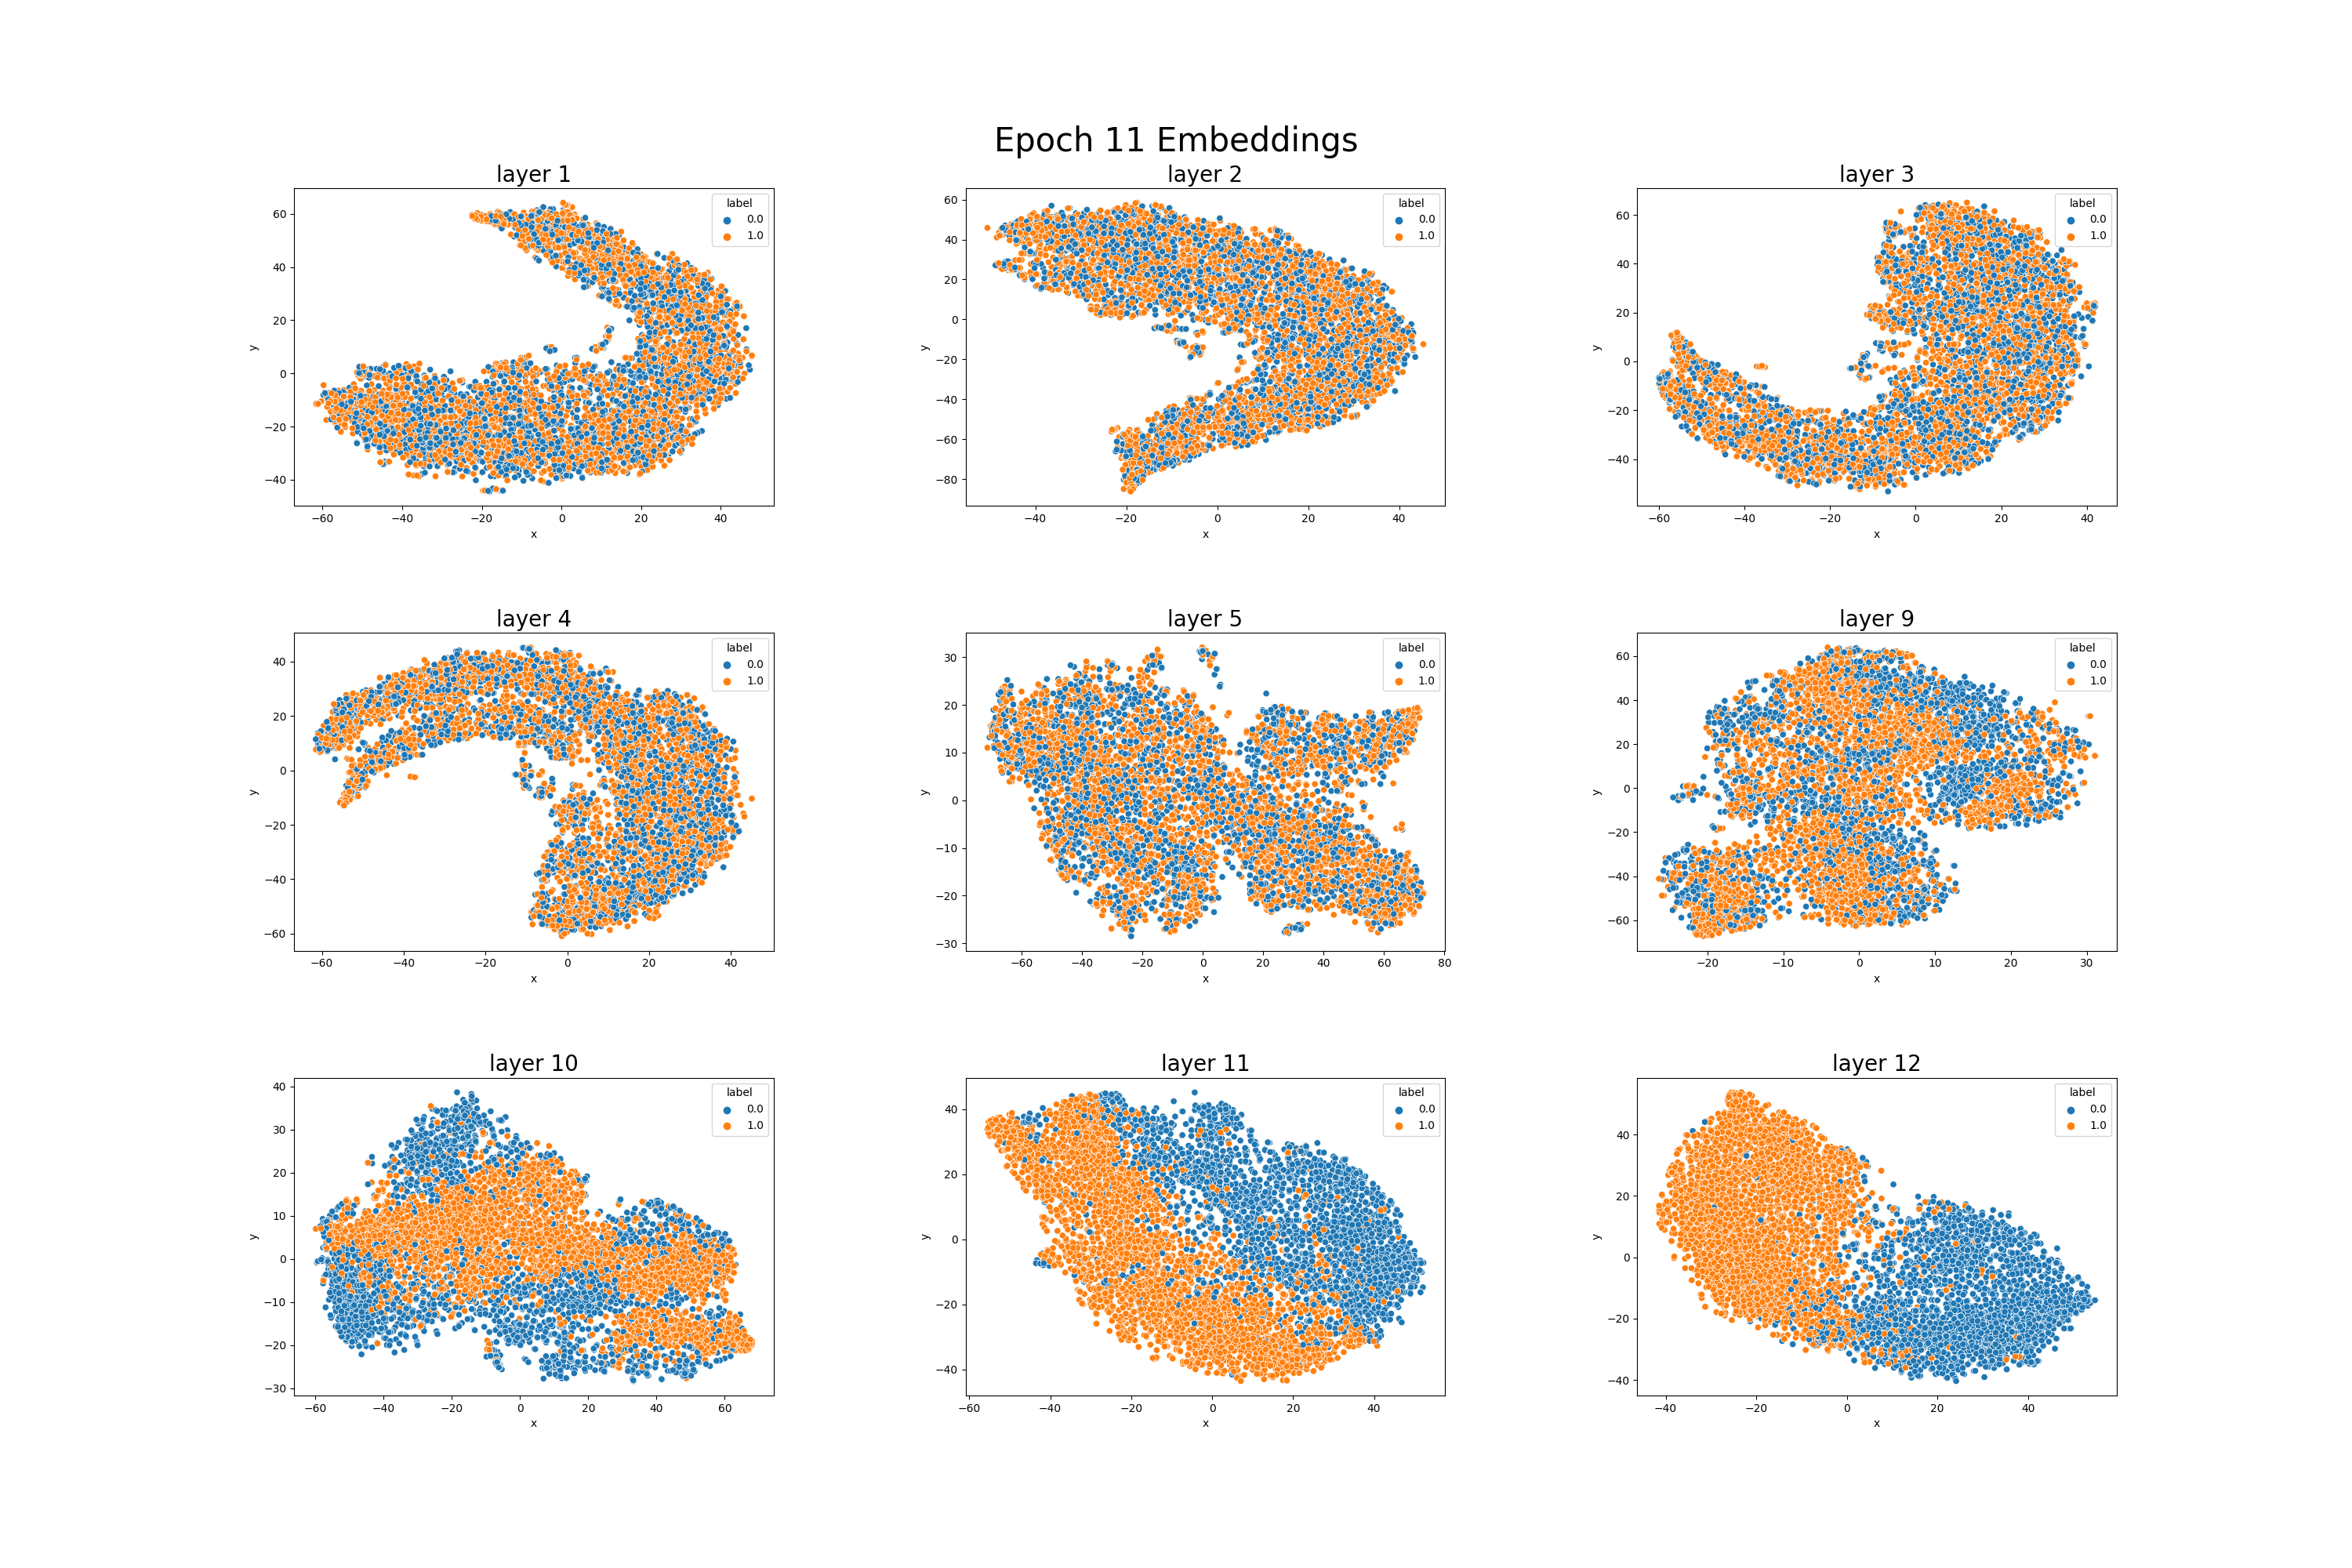 Epoch 11 Embeddings
layer 1
label
0.0
1.0
60
40
20
0
−20
−40
y
−60 −40 −20 0 20 40
x
layer 2
label
0.0
1.0
60
40
20
0
−20
−40
−60
−80
y
−40 −20 0 20 40
x
layer 3
label
0.0
1.0
60
40
20
0
−20
−40
y
−60 −40 −20 0 20 40
x
layer 4
label
0.0
1.0
40
20
0
−20
−40
−60
y
−60 −40 −20 0 20 40
x
layer 5
label
0.0
1.0
30
20
10
0
−10
−20
−30
y
−60 −40 −20 0 20 40 60 80
x
layer 9
label
0.0
1.0
60
40
20
0
−20
−40
−60
y
−20 −10 0 10 20 30
x
layer 10
label
0.0
1.0
40
30
20
10
0
−10
−20
−30
y
−60 −40 −20 0 20 40 60
x
layer 11
label
0.0
1.0
40
20
0
−20
−40
y
−60 −40 −20 0 20 40
x
layer 12
label
0.0
1.0
40
20
0
−20
−40
y
−40 −20 0 20 40
x